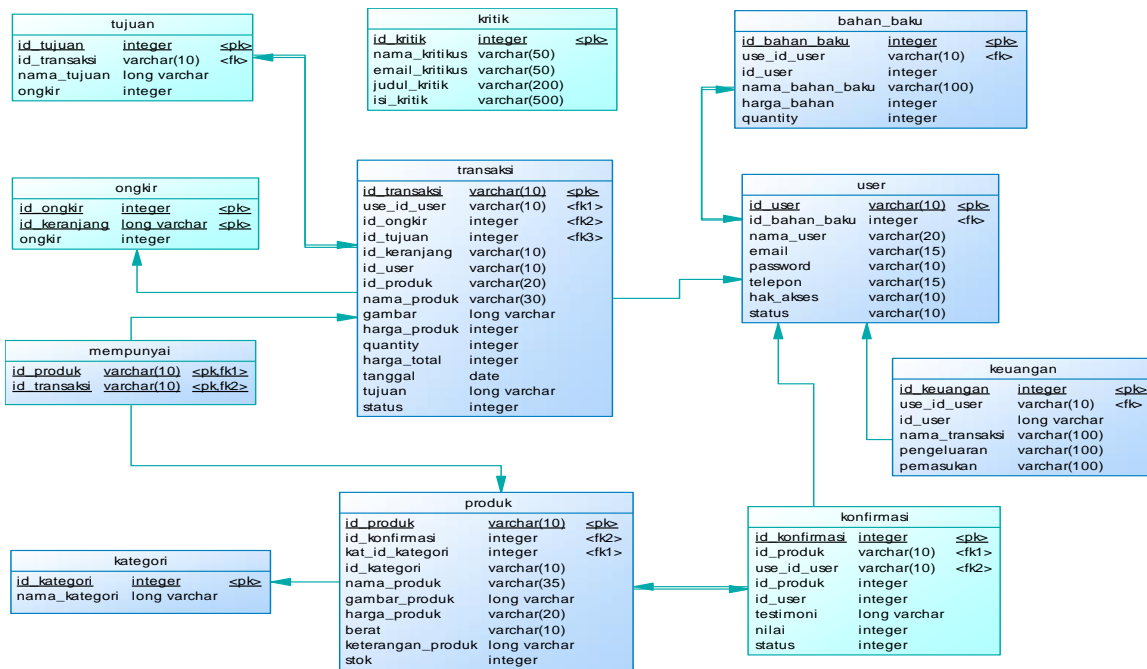 tujuan
id_tujuan integer <pk>
id_transaksi varchar(10) <fk>
nama_tujuan long varchar
ongkir integer
kritik
id_kritik integer <pk>
nama_kritikus varchar(50)
email_kritikus varchar(50)
judul_kritik varchar(200)
isi_kritik varchar(500)
bahan_baku
id_bahan_baku integer <pk>
use_id_user varchar(10) <fk>
id_user integer
nama_bahan_baku varchar(100)
harga_bahan integer
quantity integer
ongkir
id_ongkir integer <pk>
id_keranjang long varchar <pk>
ongkir integer
transaksi
id_transaksi varchar(10) <pk>
use_id_user varchar(10) <fk1>
id_ongkir integer <fk2>
id_tujuan integer <fk3>
id_keranjang varchar(10)
id_user varchar(10)
id_produk varchar(20)
nama_produk varchar(30)
gambar long varchar
harga_produk integer
quantity integer
harga_total integer
tanggal date
tujuan long varchar
status integer
user
id_user varchar(10) <pk>
id_bahan_baku integer <fk>
nama_user varchar(20)
email varchar(15)
password varchar(10)
telepon varchar(15)
hak_akses varchar(10)
status varchar(10)
mempunyai
id_produk varchar(10) <pk,fk1>
id_transaksi varchar(10) <pk,fk2>
keuangan
id_keuangan integer <pk>
use_id_user varchar(10) <fk>
id_user long varchar
nama_transaksi varchar(100)
pengeluaran varchar(100)
pemasukan varchar(100)
kategori
id_kategori integer <pk>
nama_kategori long varchar
produk
id_produk varchar(10) <pk>
id_konfirmasi integer <fk2>
kat_id_kategori integer <fk1>
id_kategori varchar(10)
nama_produk varchar(35)
gambar_produk long varchar
harga_produk varchar(20)
berat varchar(10)
keterangan_produk long varchar
stok integer
konfirmasi
id_konfirmasi integer <pk>
id_produk varchar(10) <fk1>
use_id_user varchar(10) <fk2>
id_produk integer
id_user integer
testimoni long varchar
nilai integer
status integer